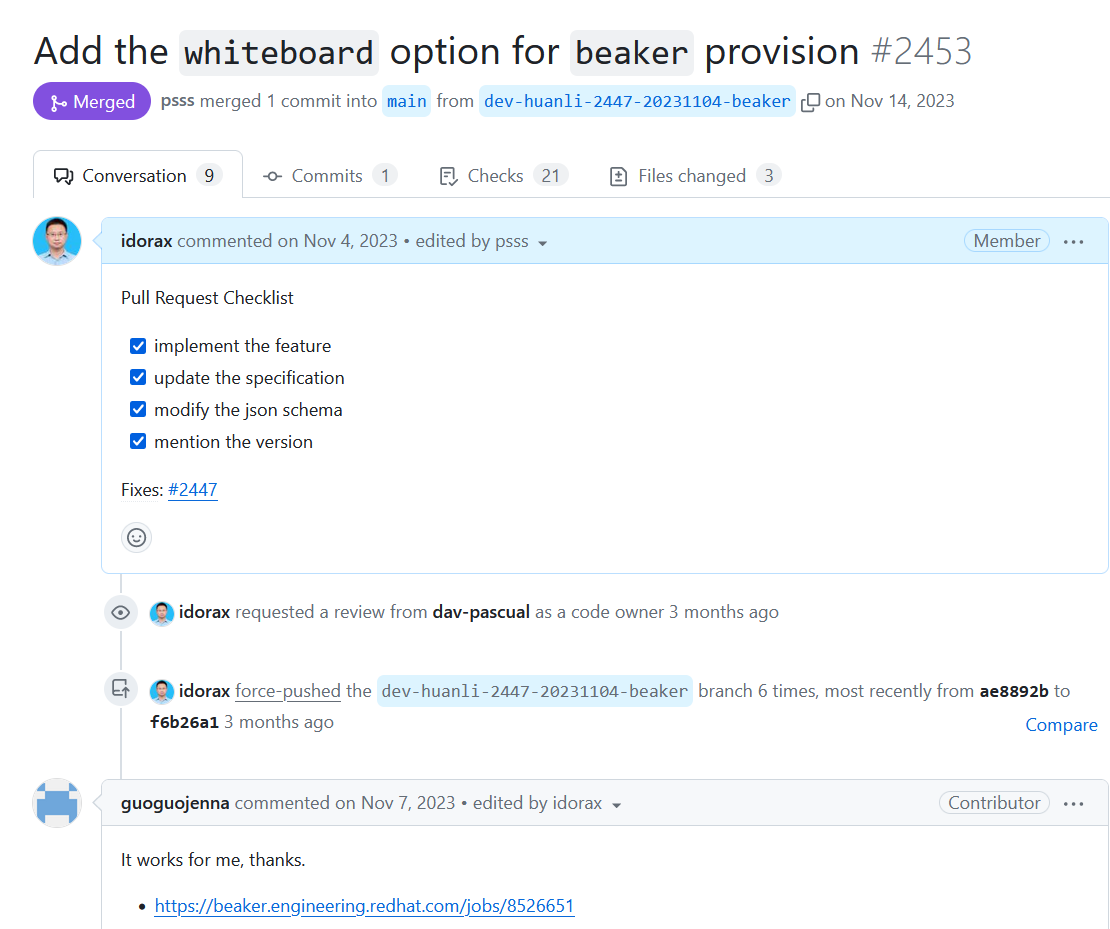 Add the whiteboard option for beaker provision #2453
Merged psss merged 1 commit into main from dev-huanli-2447-20231104-beaker on Nov 14, 2023
Conversation 9 Commits 1 Checks 21 Files changed 3
idorax commented on Nov 4, 2023 • edited by psss Member
Pull Request Checklist
implement the feature
update the specification
modify the json schema
mention the version
Fixes: #2447
idorax requested a review from dav-pascual as a code owner 3 months ago
idorax force-pushed the dev-huanli-2447-20231104-beaker branch 6 times, most recently from ae8892b to
f6b26a1 3 months ago
Compare
guoguojenna commented on Nov 7, 2023 • edited by idorax Contributor
It works for me, thanks.
• https://beaker.engineering.redhat.com/jobs/8526651